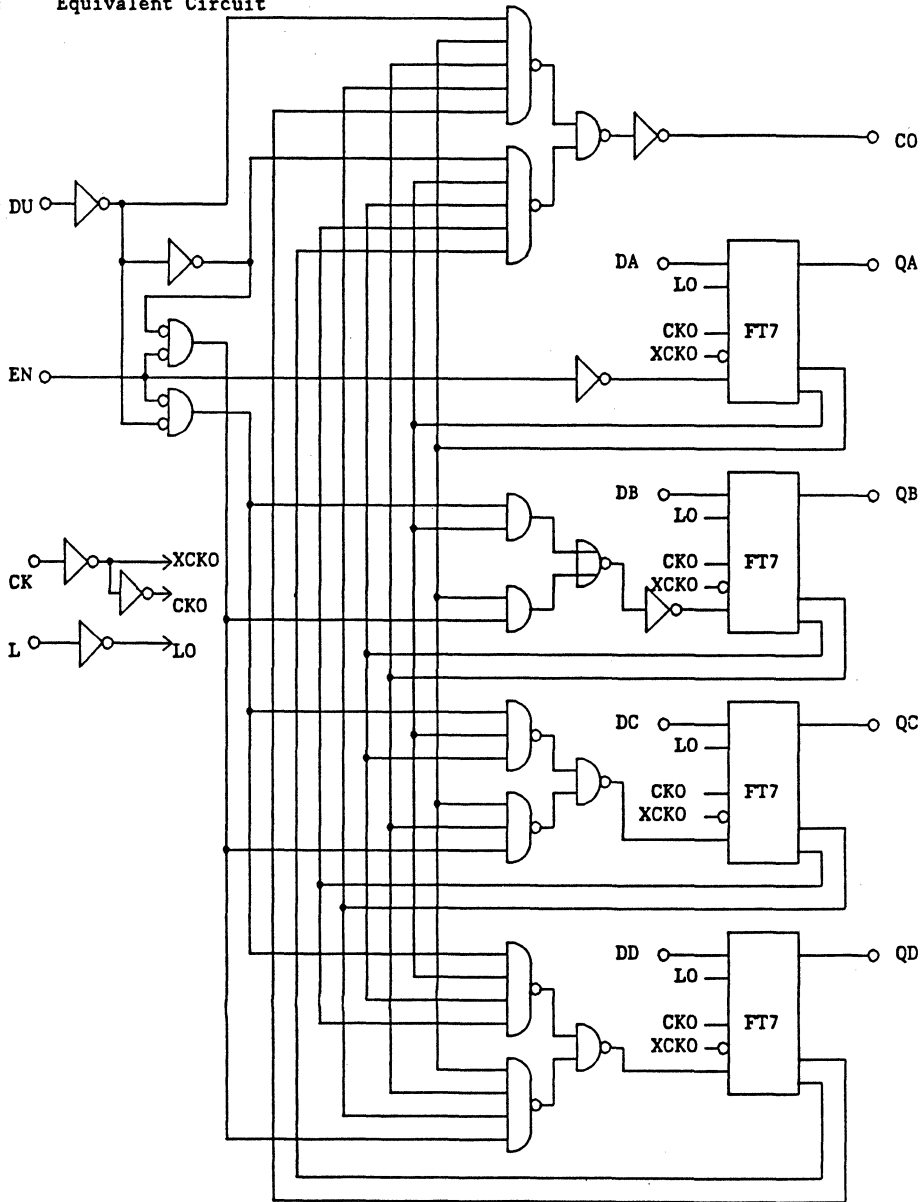 Equivalent Circuit
CO
DU
DA
QA
LO
CKO
FT7
XCKO
EN
DB
QB
LO
CKO
FT7
XCKO
CK
XCKO
CKO
L
LO
DC
QC
LO
CKO
FT7
XCKO
DD
QD
LO
CKO
FT7
XCKO